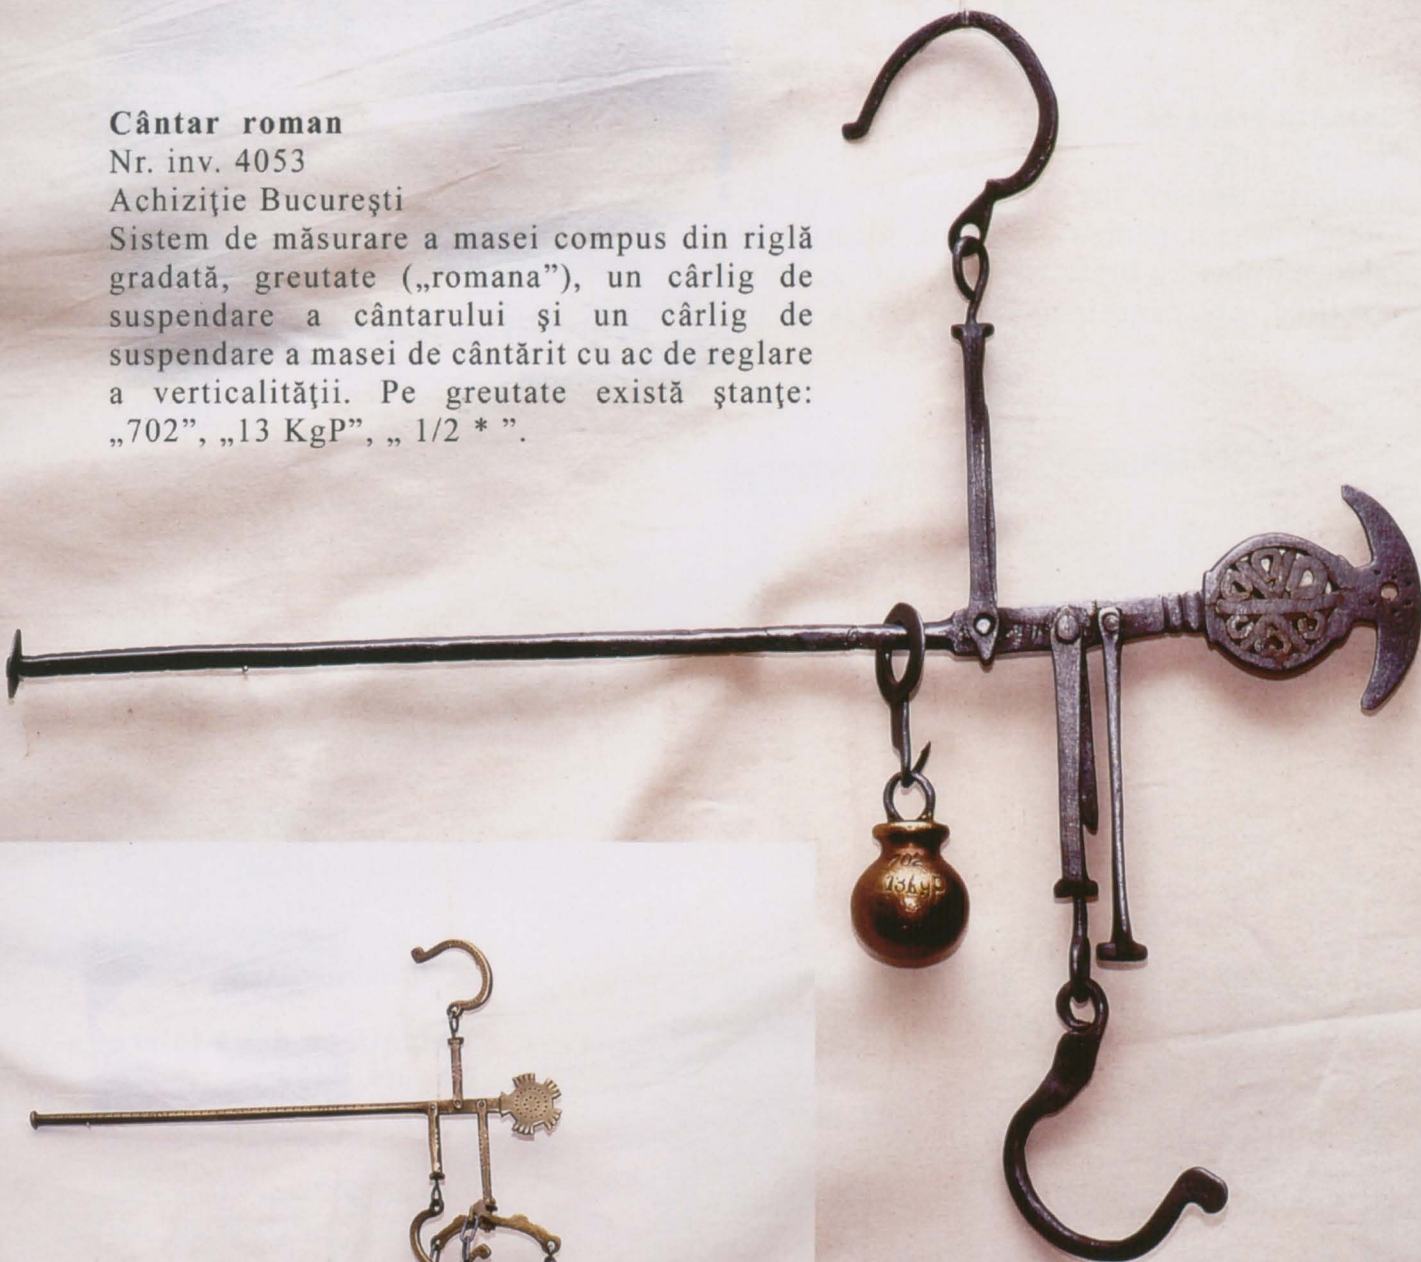 Cântar roman
Nr. inv. 4053
Achiziţie Bucureşti
Sistem de măsurare a masei compus din riglă
gradată, greutate („romana”), un cârlig de
suspendare a cântarului şi un cârlig de
suspendare a masei de cântărit cu ac de reglare
a verticalităţii. Pe greutate există ştanţe:
„702”, „13 KgP”, „ 1/2 * ”.
702
13kgP